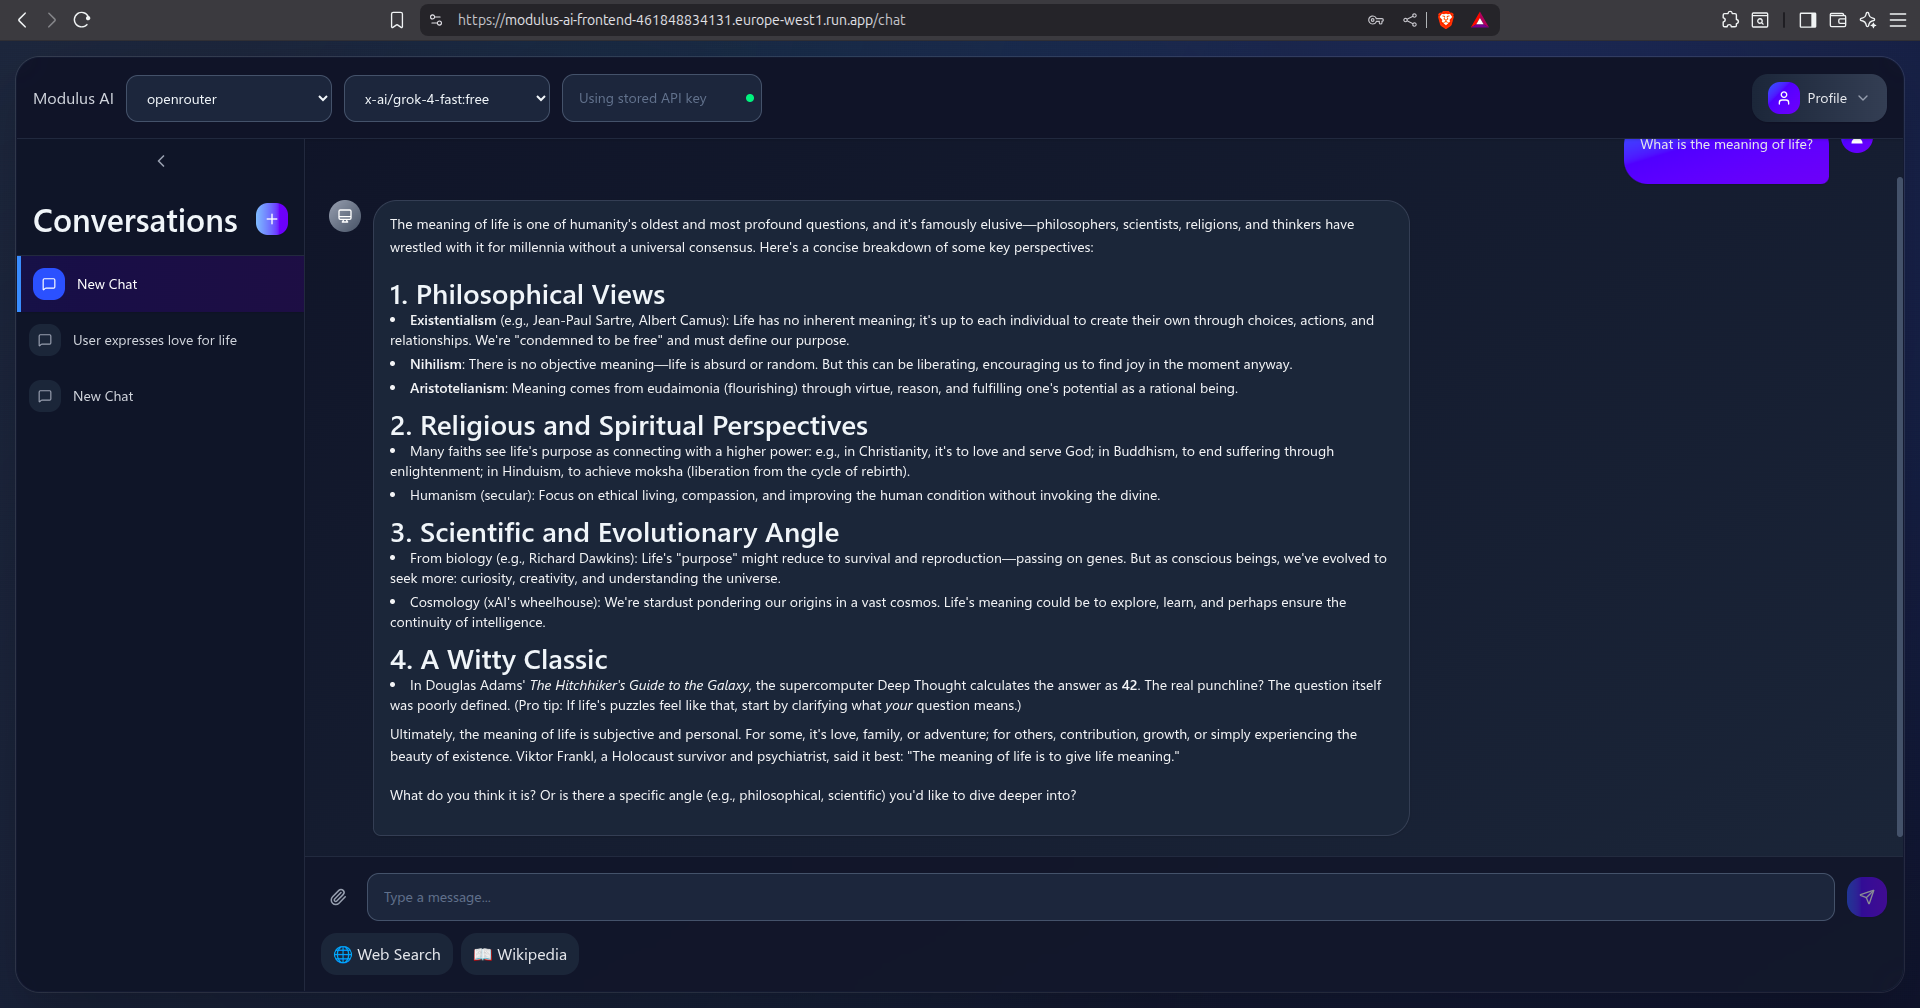 https://modulus-ai-frontend-461848834131.europe-west1.run.app/chat
Modulus AI
openrouter
x-ai/grok-4-fast:free
Using stored API key
Profile
Conversations
New Chat
User expresses love for life
New Chat
What is the meaning of life?
The meaning of life is one of humanity's oldest and most profound questions, and it's famously elusive—philosophers, scientists, religions, and thinkers have
wrestled with it for millennia without a universal consensus. Here's a concise breakdown of some key perspectives:
1. Philosophical Views
• Existentialism (e.g., Jean-Paul Sartre, Albert Camus): Life has no inherent meaning; it's up to each individual to create their own through choices, actions, and
relationships. We're "condemned to be free" and must define our purpose.
• Nihilism: There is no objective meaning—life is absurd or random. But this can be liberating, encouraging us to find joy in the moment anyway.
• Aristotelianism: Meaning comes from eudaimonia (flourishing) through virtue, reason, and fulfilling one's potential as a rational being.
2. Religious and Spiritual Perspectives
• Many faiths see life's purpose as connecting with a higher power: e.g., in Christianity, it's to love and serve God; in Buddhism, to end suffering through
enlightenment; in Hinduism, to achieve moksha (liberation from the cycle of rebirth).
• Humanism (secular): Focus on ethical living, compassion, and improving the human condition without invoking the divine.
3. Scientific and Evolutionary Angle
• From biology (e.g., Richard Dawkins): Life's "purpose" might reduce to survival and reproduction—passing on genes. But as conscious beings, we've evolved to
seek more: curiosity, creativity, and understanding the universe.
• Cosmology (xAI's wheelhouse): We're stardust pondering our origins in a vast cosmos. Life's meaning could be to explore, learn, and perhaps ensure the
continuity of intelligence.
4. A Witty Classic
• In Douglas Adams' The Hitchhiker's Guide to the Galaxy, the supercomputer Deep Thought calculates the answer as 42. The real punchline? The question itself
was poorly defined. (Pro tip: If life's puzzles feel like that, start by clarifying what your question means.)
Ultimately, the meaning of life is subjective and personal. For some, it's love, family, or adventure; for others, contribution, growth, or simply experiencing the
beauty of existence. Viktor Frankl, a Holocaust survivor and psychiatrist, said it best: "The meaning of life is to give life meaning."
What do you think it is? Or is there a specific angle (e.g., philosophical, scientific) you'd like to dive deeper into?
Type a message...
Web Search
Wikipedia